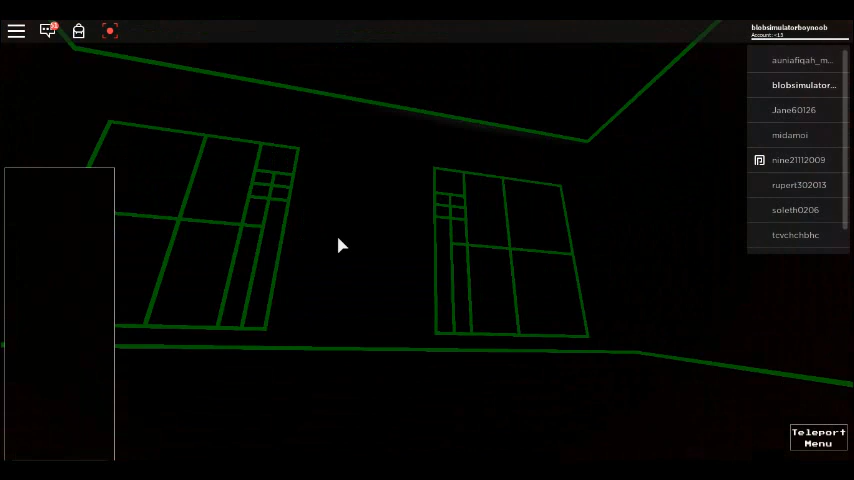 blobsimulatorboynoob
Account: <13
auniafiqah_m...
blobsimulator...
Jane60126
midamoi
nine21112009
rupert302013
soleth0206
tcvchchbhc
Teleport
Menu